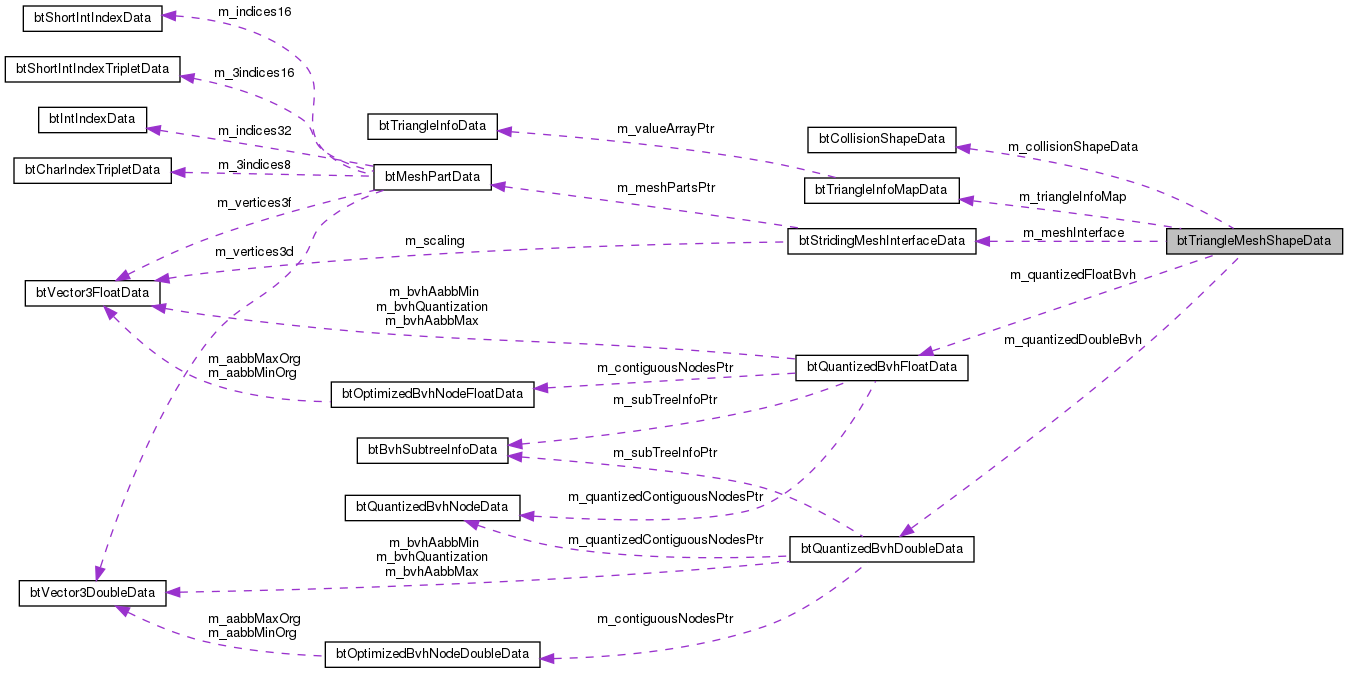 btShortIntIndexData
m_indices16
btShortIntIndexTripletData
m_3indices16
btIntIndexData
m_indices32
btTriangleInfoData
m_valueArrayPtr
btCollisionShapeData
m_collisionShapeData
btCharIndexTripletData
m_3indices8
btMeshPartData
m_meshPartsPtr
btTriangleInfoMapData
m_triangleInfoMap
m_vertices3f
m_scaling
btStridingMeshInterfaceData
m_meshInterface
btTriangleMeshShapeData
m_vertices3d
m_quantizedFloatBvh
btVector3FloatData
m_bvhAabbMin
m_bvhQuantization
m_bvhAabbMax
m_quantizedDoubleBvh
m_aabbMaxOrg
m_aabbMinOrg
btOptimizedBvhNodeFloatData
m_contiguousNodesPtr
btQuantizedBvhFloatData
m_subTreeInfoPtr
btBvhSubtreeInfoData
m_subTreeInfoPtr
btQuantizedBvhNodeData
m_quantizedContiguousNodesPtr
m_quantizedContiguousNodesPtr
btQuantizedBvhDoubleData
m_bvhAabbMin
m_bvhQuantization
m_bvhAabbMax
btVector3DoubleData
m_aabbMaxOrg
m_aabbMinOrg
m_contiguousNodesPtr
btOptimizedBvhNodeDoubleData